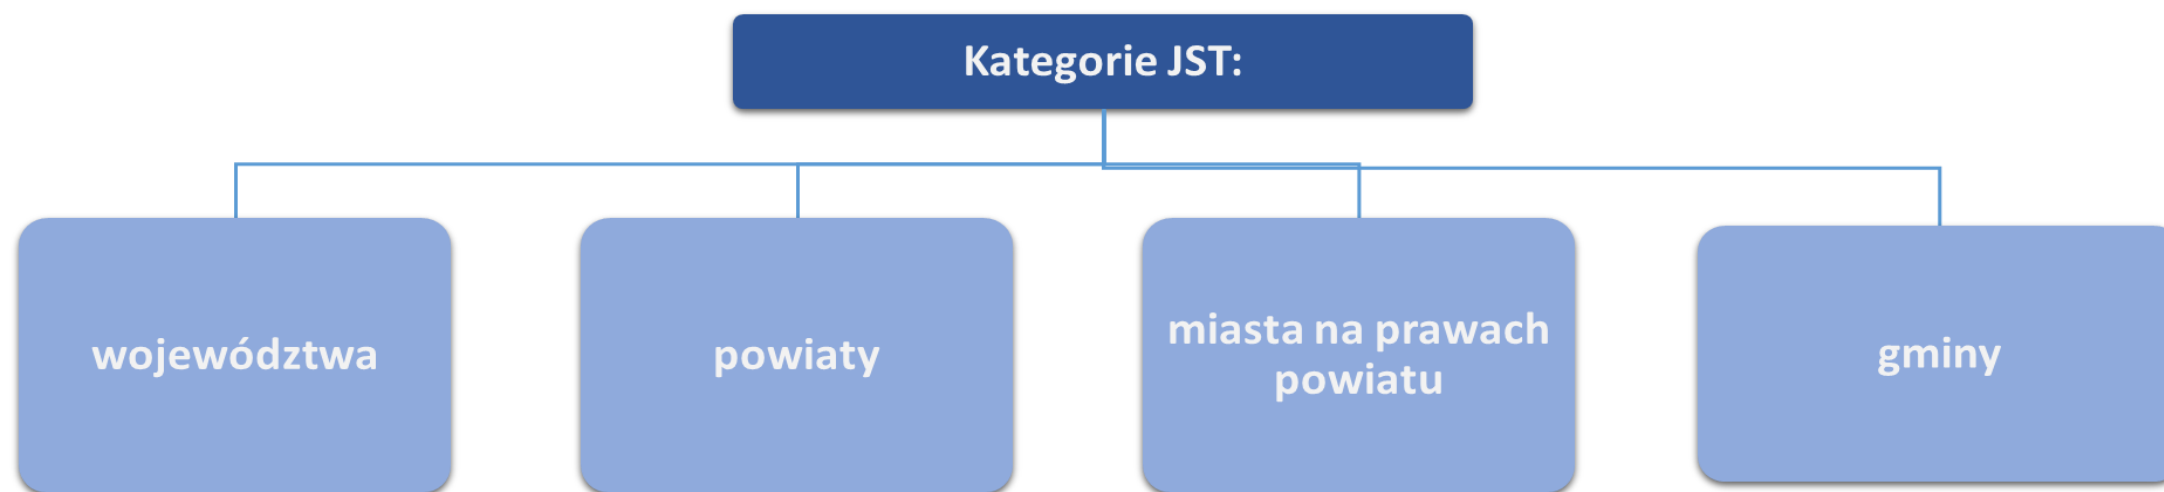 Kategorie JST:
województwa
powiaty
miasta na prawach
powiatu
gminy